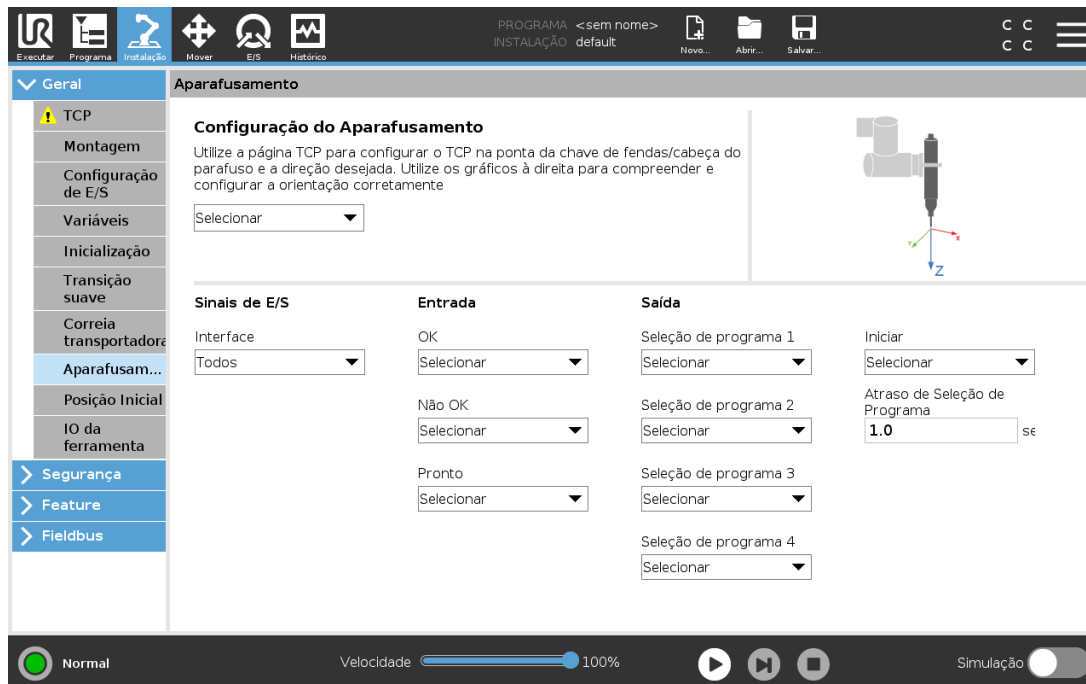 PROGRAMA <sem nome>
INSTALAÇÃO default
C C
C C
Executar Programa Instalação Mover E/S Histórico Novo... Abrir... Salvar...
Geral
TCP
Montagem
Configuração
de E/S
Variáveis
Inicialização
Transição
suave
Correia
transportadora
Aparafusam...
Posição Inicial
IO da
ferramenta
Segurança
Feature
Fieldbus
Aparafusamento
Configuração do Aparafusamento
Utilize a página TCP para configurar o TCP na ponta da chave de fendas/cabeça do
parafuso e a direção desejada. Utilize os gráficos à direita para compreender e
configurar a orientação corretamente
Selecionar
Y X
Z
Sinais de E/S
Interface
Todos
Entrada
OK
Selecionar
Não OK
Selecionar
Pronto
Selecionar
Saída
Seleção de programa 1
Selecionar
Seleção de programa 2
Selecionar
Seleção de programa 3
Selecionar
Seleção de programa 4
Selecionar
Iniciar
Selecionar
Atraso de Seleção de
Programa
1.0 se
Normal Velocidade 100% Simulação